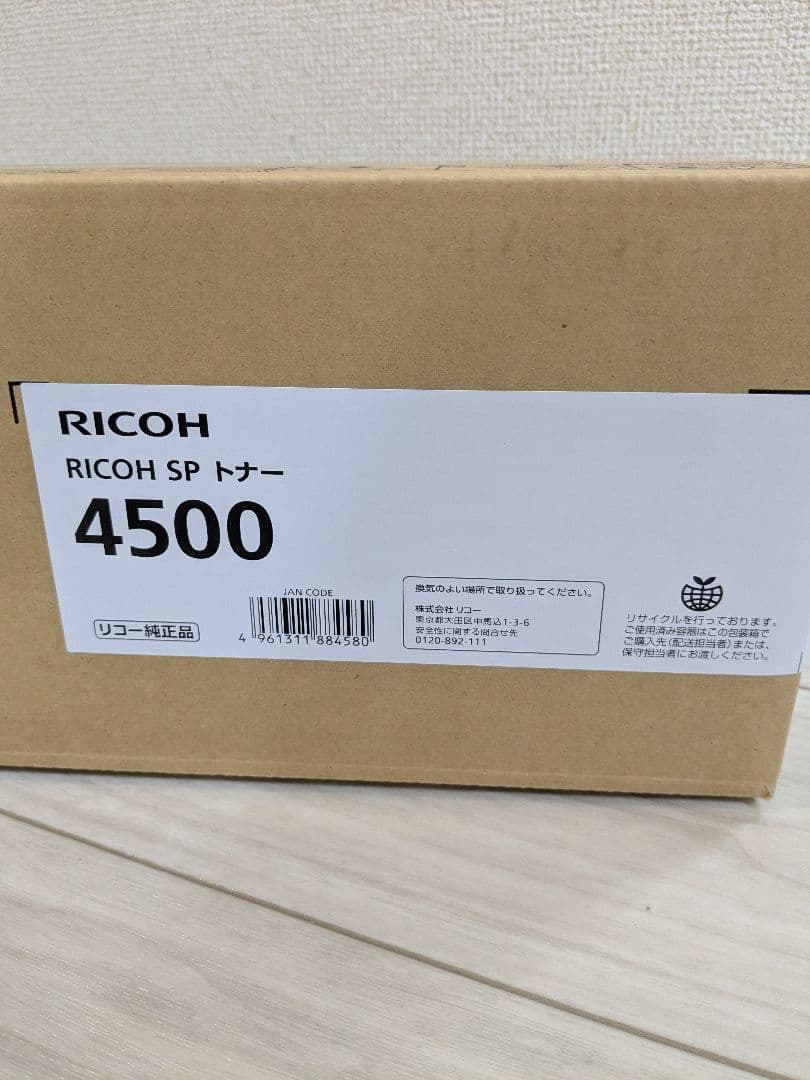 RICOH
RICOH SP トナー
4500
リコー純正品
JAN CODE
4 961311 884580
換気のよい場所で取り扱ってください。
株式会社 リコー
東京都大田区中馬込1-3-6
安全性に関する問合せ先
0120-892-111
リサイクルを行っております。
ご使用済み容器はこの包装箱で
ご購入先(配送担当者)または、
保守担当者にお渡しください。